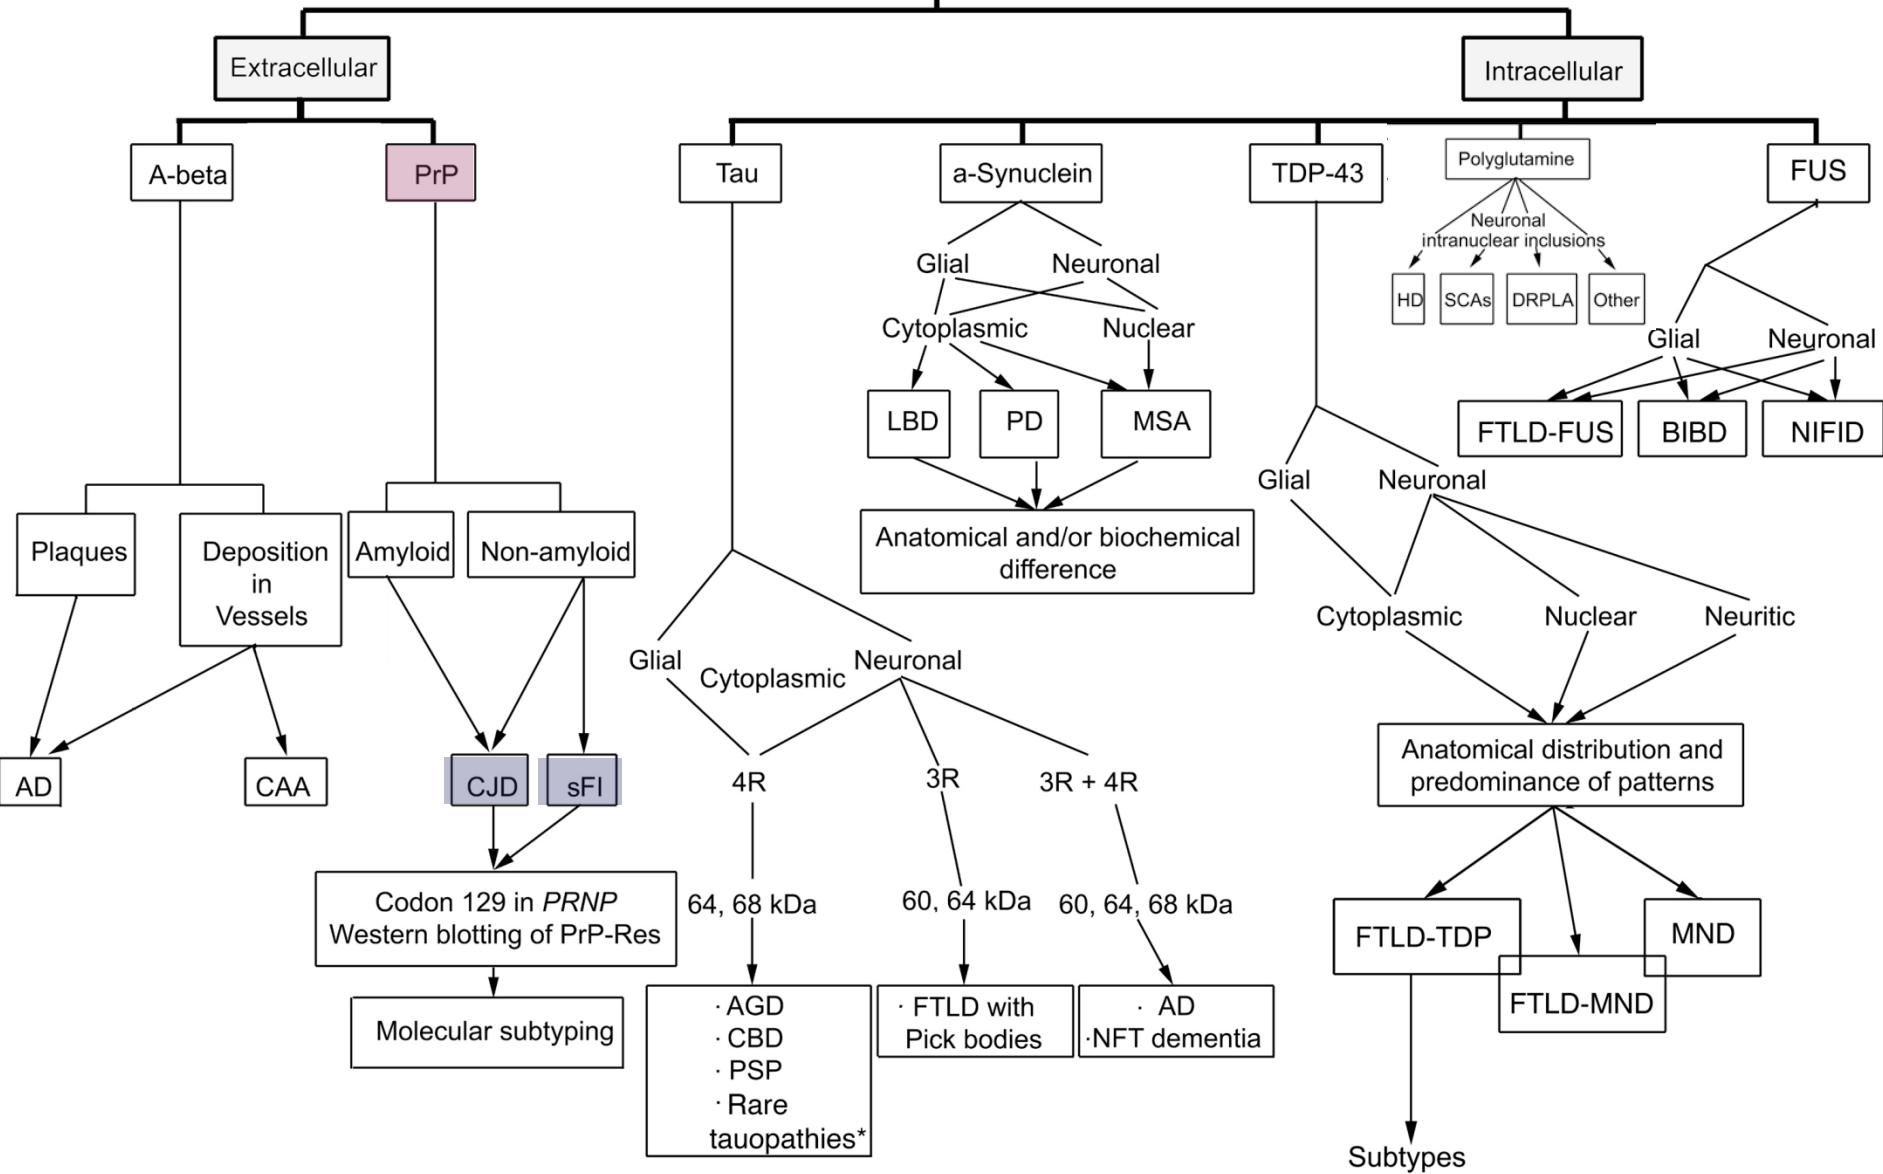 Extracellular
Intracellular
A-beta
PrP
Tau
a-Synuclein
TDP-43
Polyglutamine
FUS
Neuronal
intranuclear inclusions
HD
SCAs
DRPLA
Other
Glial
Neuronal
Cytoplasmic
Nuclear
LBD
PD
MSA
Anatomical and/or biochemical
difference
Glial
Neuronal
FTLD-FUS
BIBD
NIFID
Plaques
Deposition
in
Vessels
Amyloid
Non-amyloid
AD
CAA
CJD
sFI
Codon 129 in PRNP
Western blotting of PrP-Res
Molecular subtyping
Glial
Cytoplasmic
Neuronal
4R
3R
3R + 4R
64, 68 kDa
60, 64 kDa
60, 64, 68 kDa
· AGD
· CBD
· PSP
· Rare
tauopathies*
· FTLD with
Pick bodies
· AD
·NFT dementia
Glial
Neuronal
Cytoplasmic
Nuclear
Neuritic
Anatomical distribution and
predominance of patterns
FTLD-TDP
MND
FTLD-MND
Subtypes